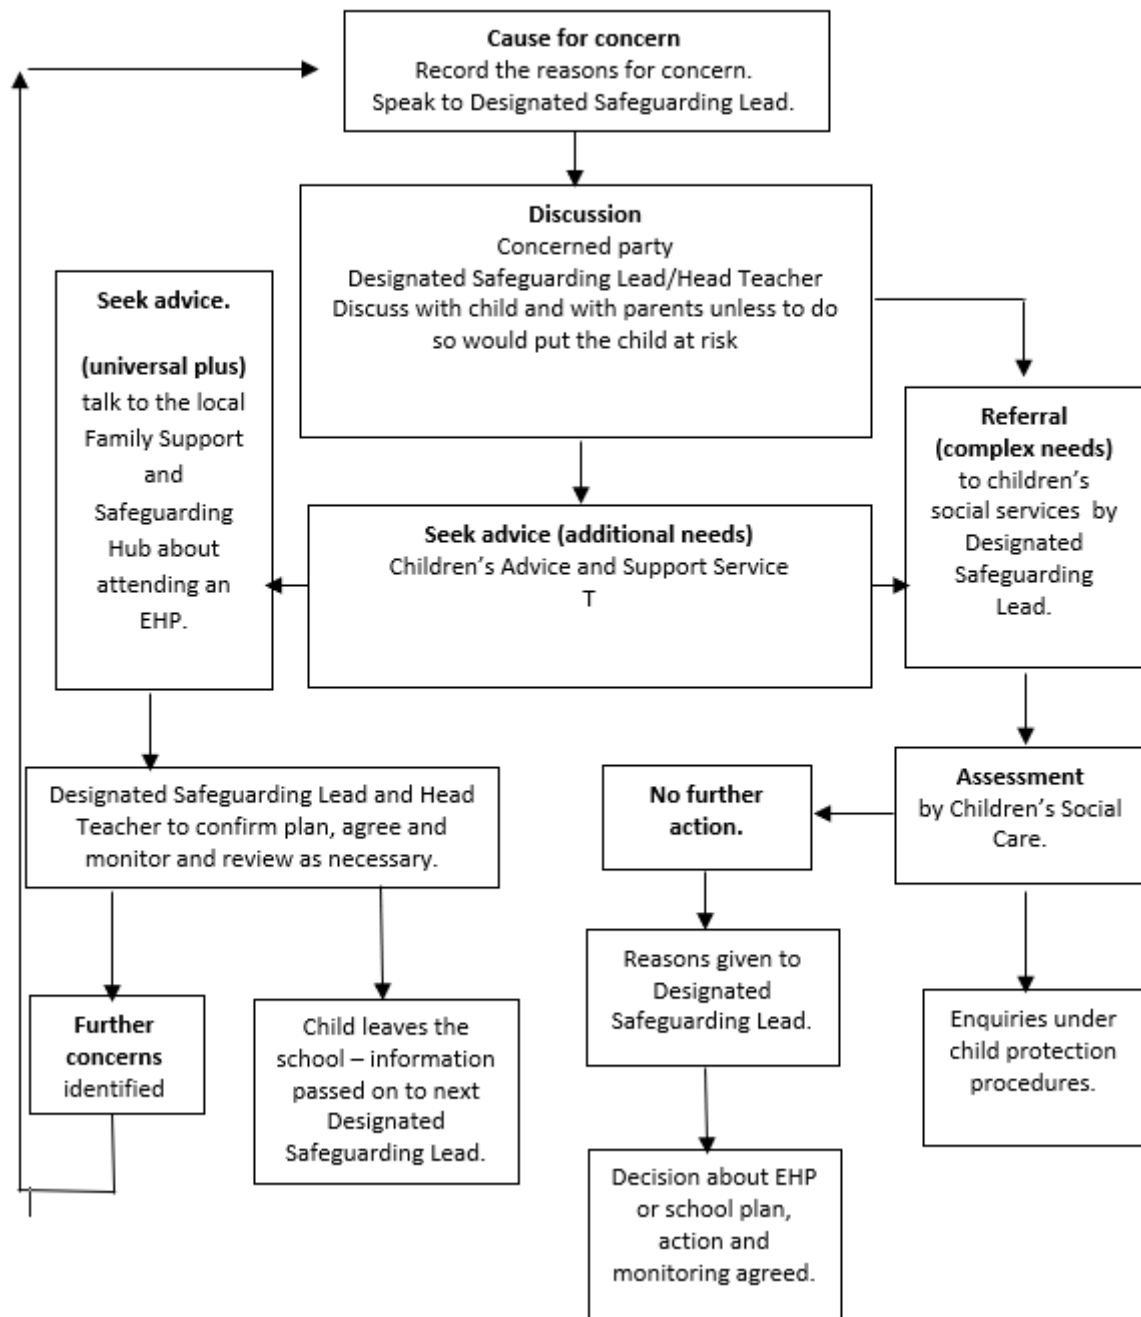 Cause for concern
Record the reasons for concern.
Speak to Designated Safeguarding Lead.
Discussion
Concerned party
Designated Safeguarding Lead/Head Teacher
Discuss with child and with parents unless to do
so would put the child at risk
Seek advice.
(universal plus)
talk to the local
Family Support
and
Safeguarding
Hub about
attending an
EHP.
Seek advice (additional needs)
Children's Advice and Support Service
T
Referral
(complex needs)
to children's
social services by
Designated
Safeguarding
Lead.
Designated Safeguarding Lead and Head
Teacher to confirm plan, agree and
monitor and review as necessary.
No further
action.
Assessment
by Children's Social
Care.
Further
concerns
identified
Child leaves the
school – information
passed on to next
Designated
Safeguarding Lead.
Reasons given to
Designated
Safeguarding Lead.
Enquiries under
child protection
procedures.
Decision about EHP
or school plan,
action and
monitoring agreed.